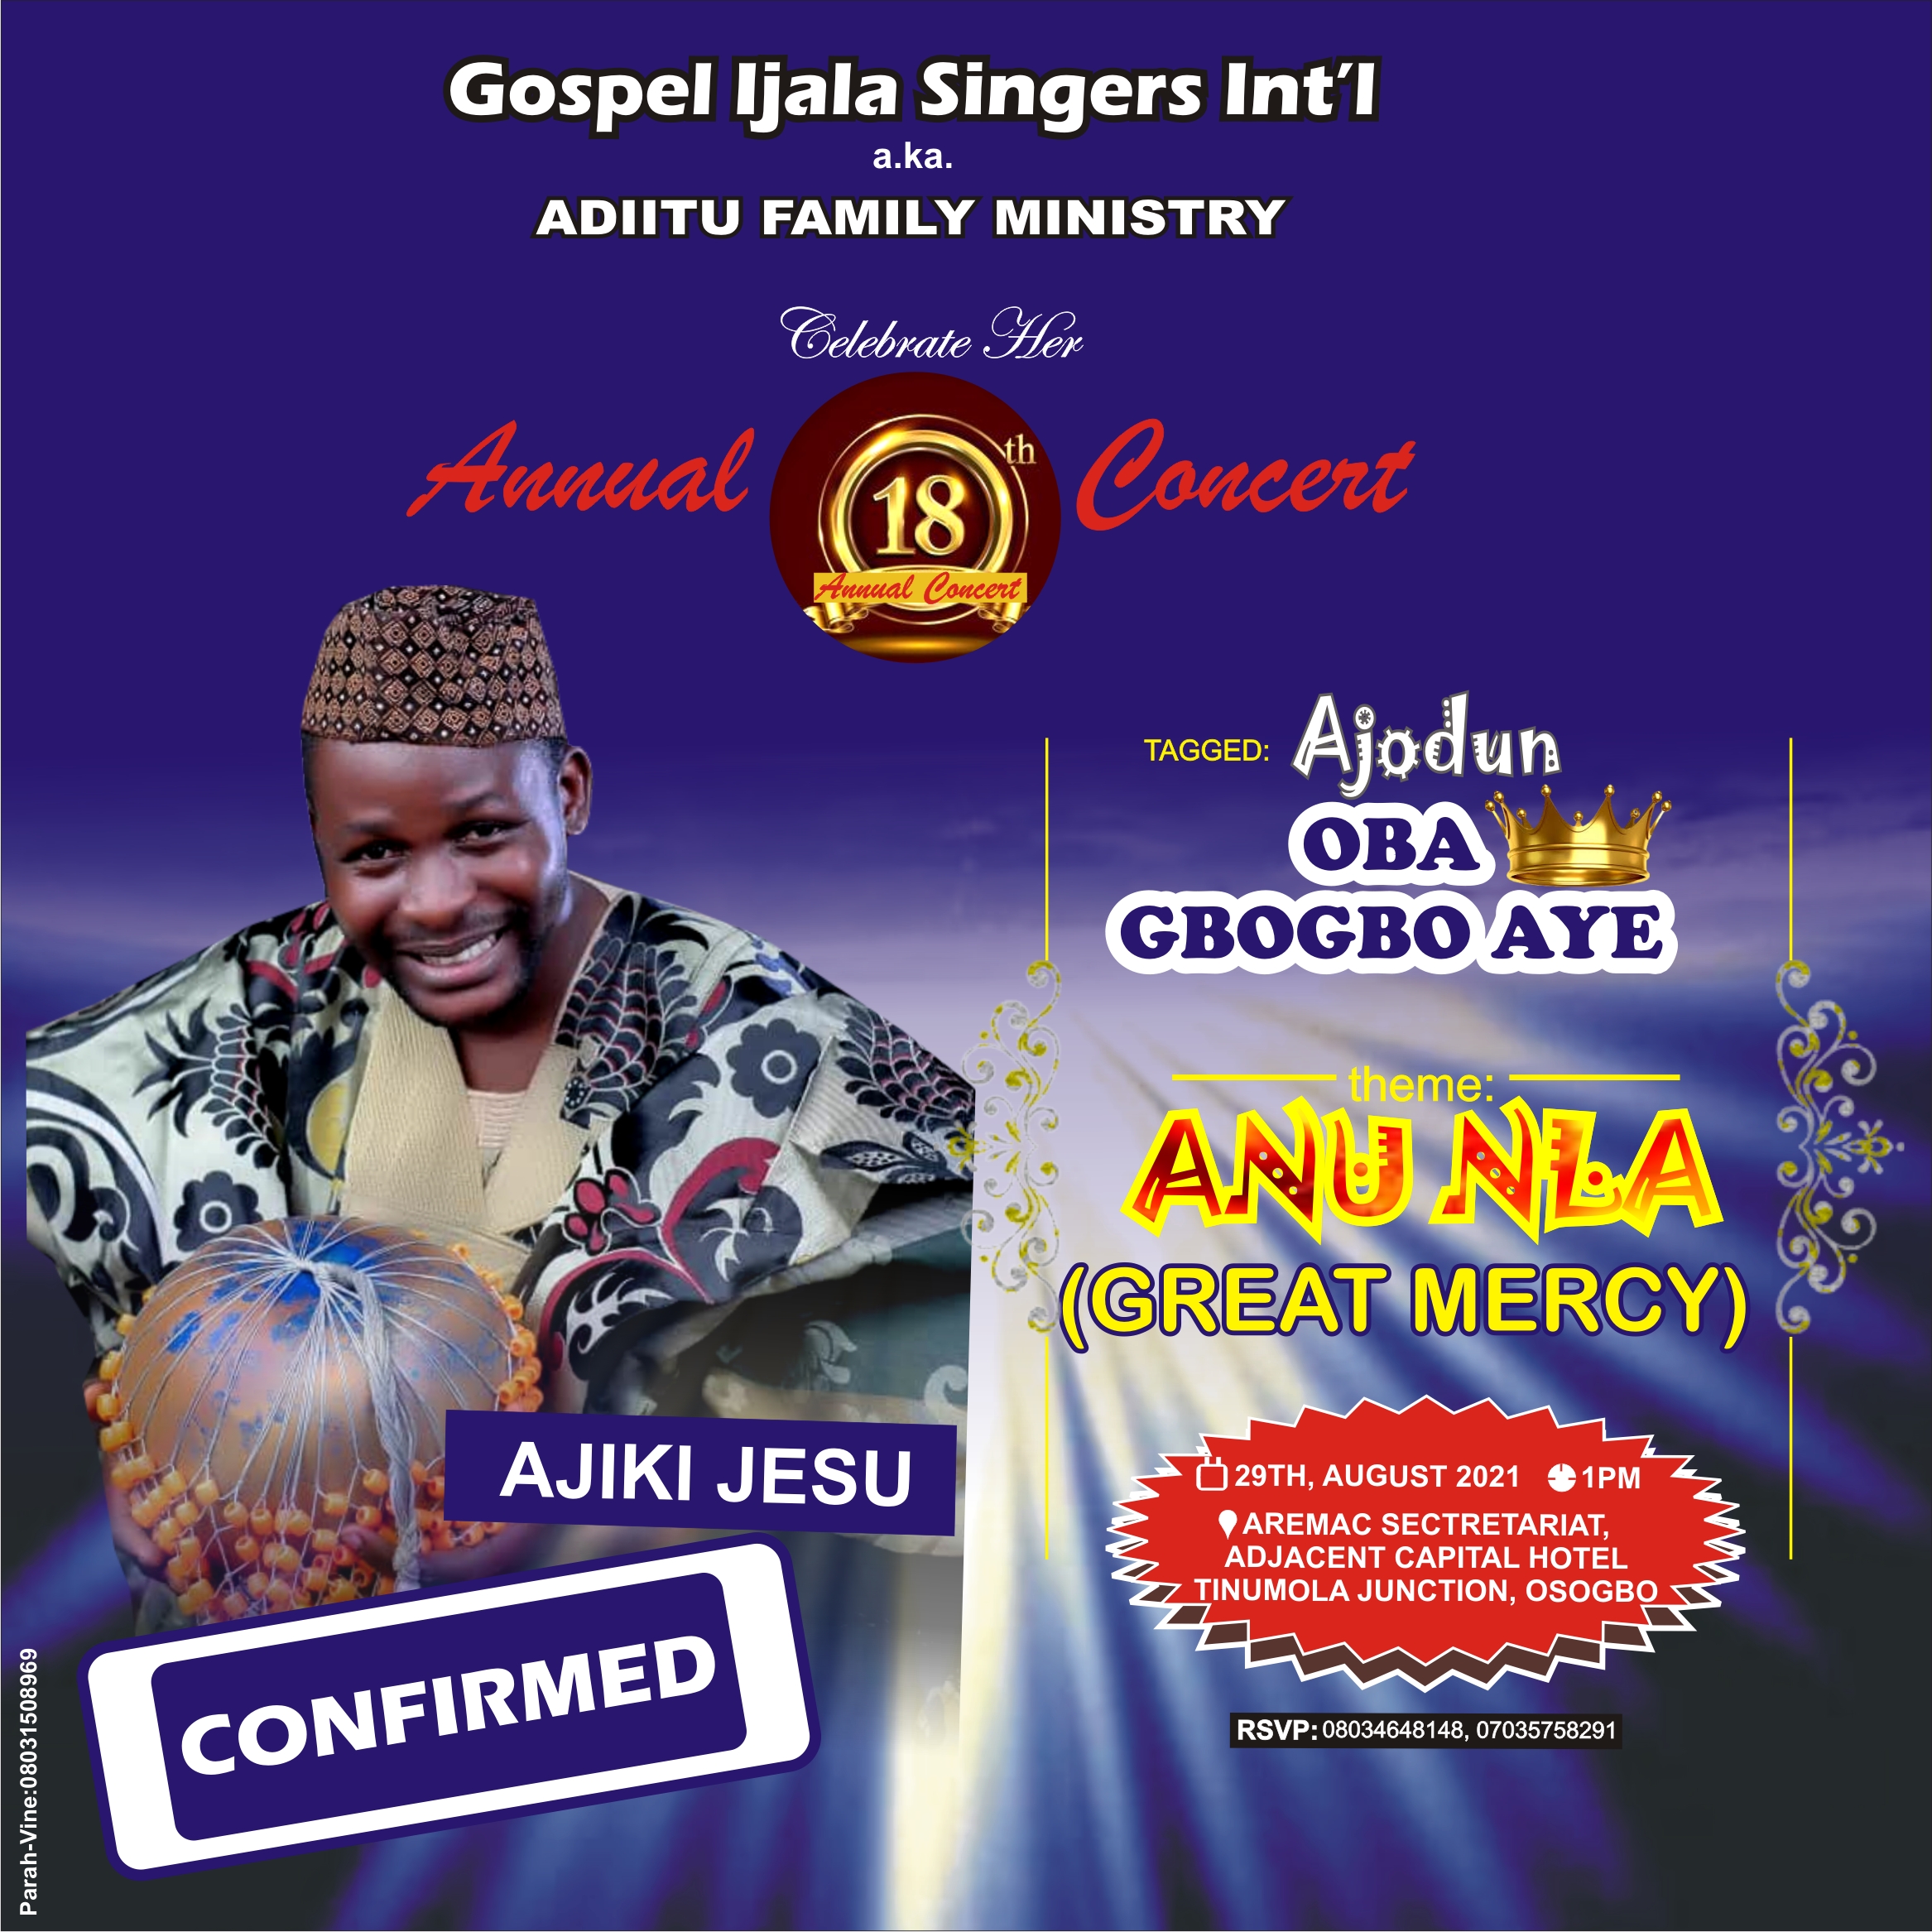 Gospel Ijala Singers Int'l
a.ka.
ADIITU FAMILY MINISTRY
Celebrate Her
Annual 18th Concert
Annual Concert
TAGGED: Ajodun
OBA
GBOGBO AYE
theme:
ANU NLA
(GREAT MERCY)
AJIKI JESU
CONFIRMED
29TH, AUGUST 2021 1PM
AREMAC SECTRETARIAT,
ADJACENT CAPITAL HOTEL
TINUMOLA JUNCTION, OSOGBO
RSVP: 08034648148, 07035758291
Parah-Vine:08031508969